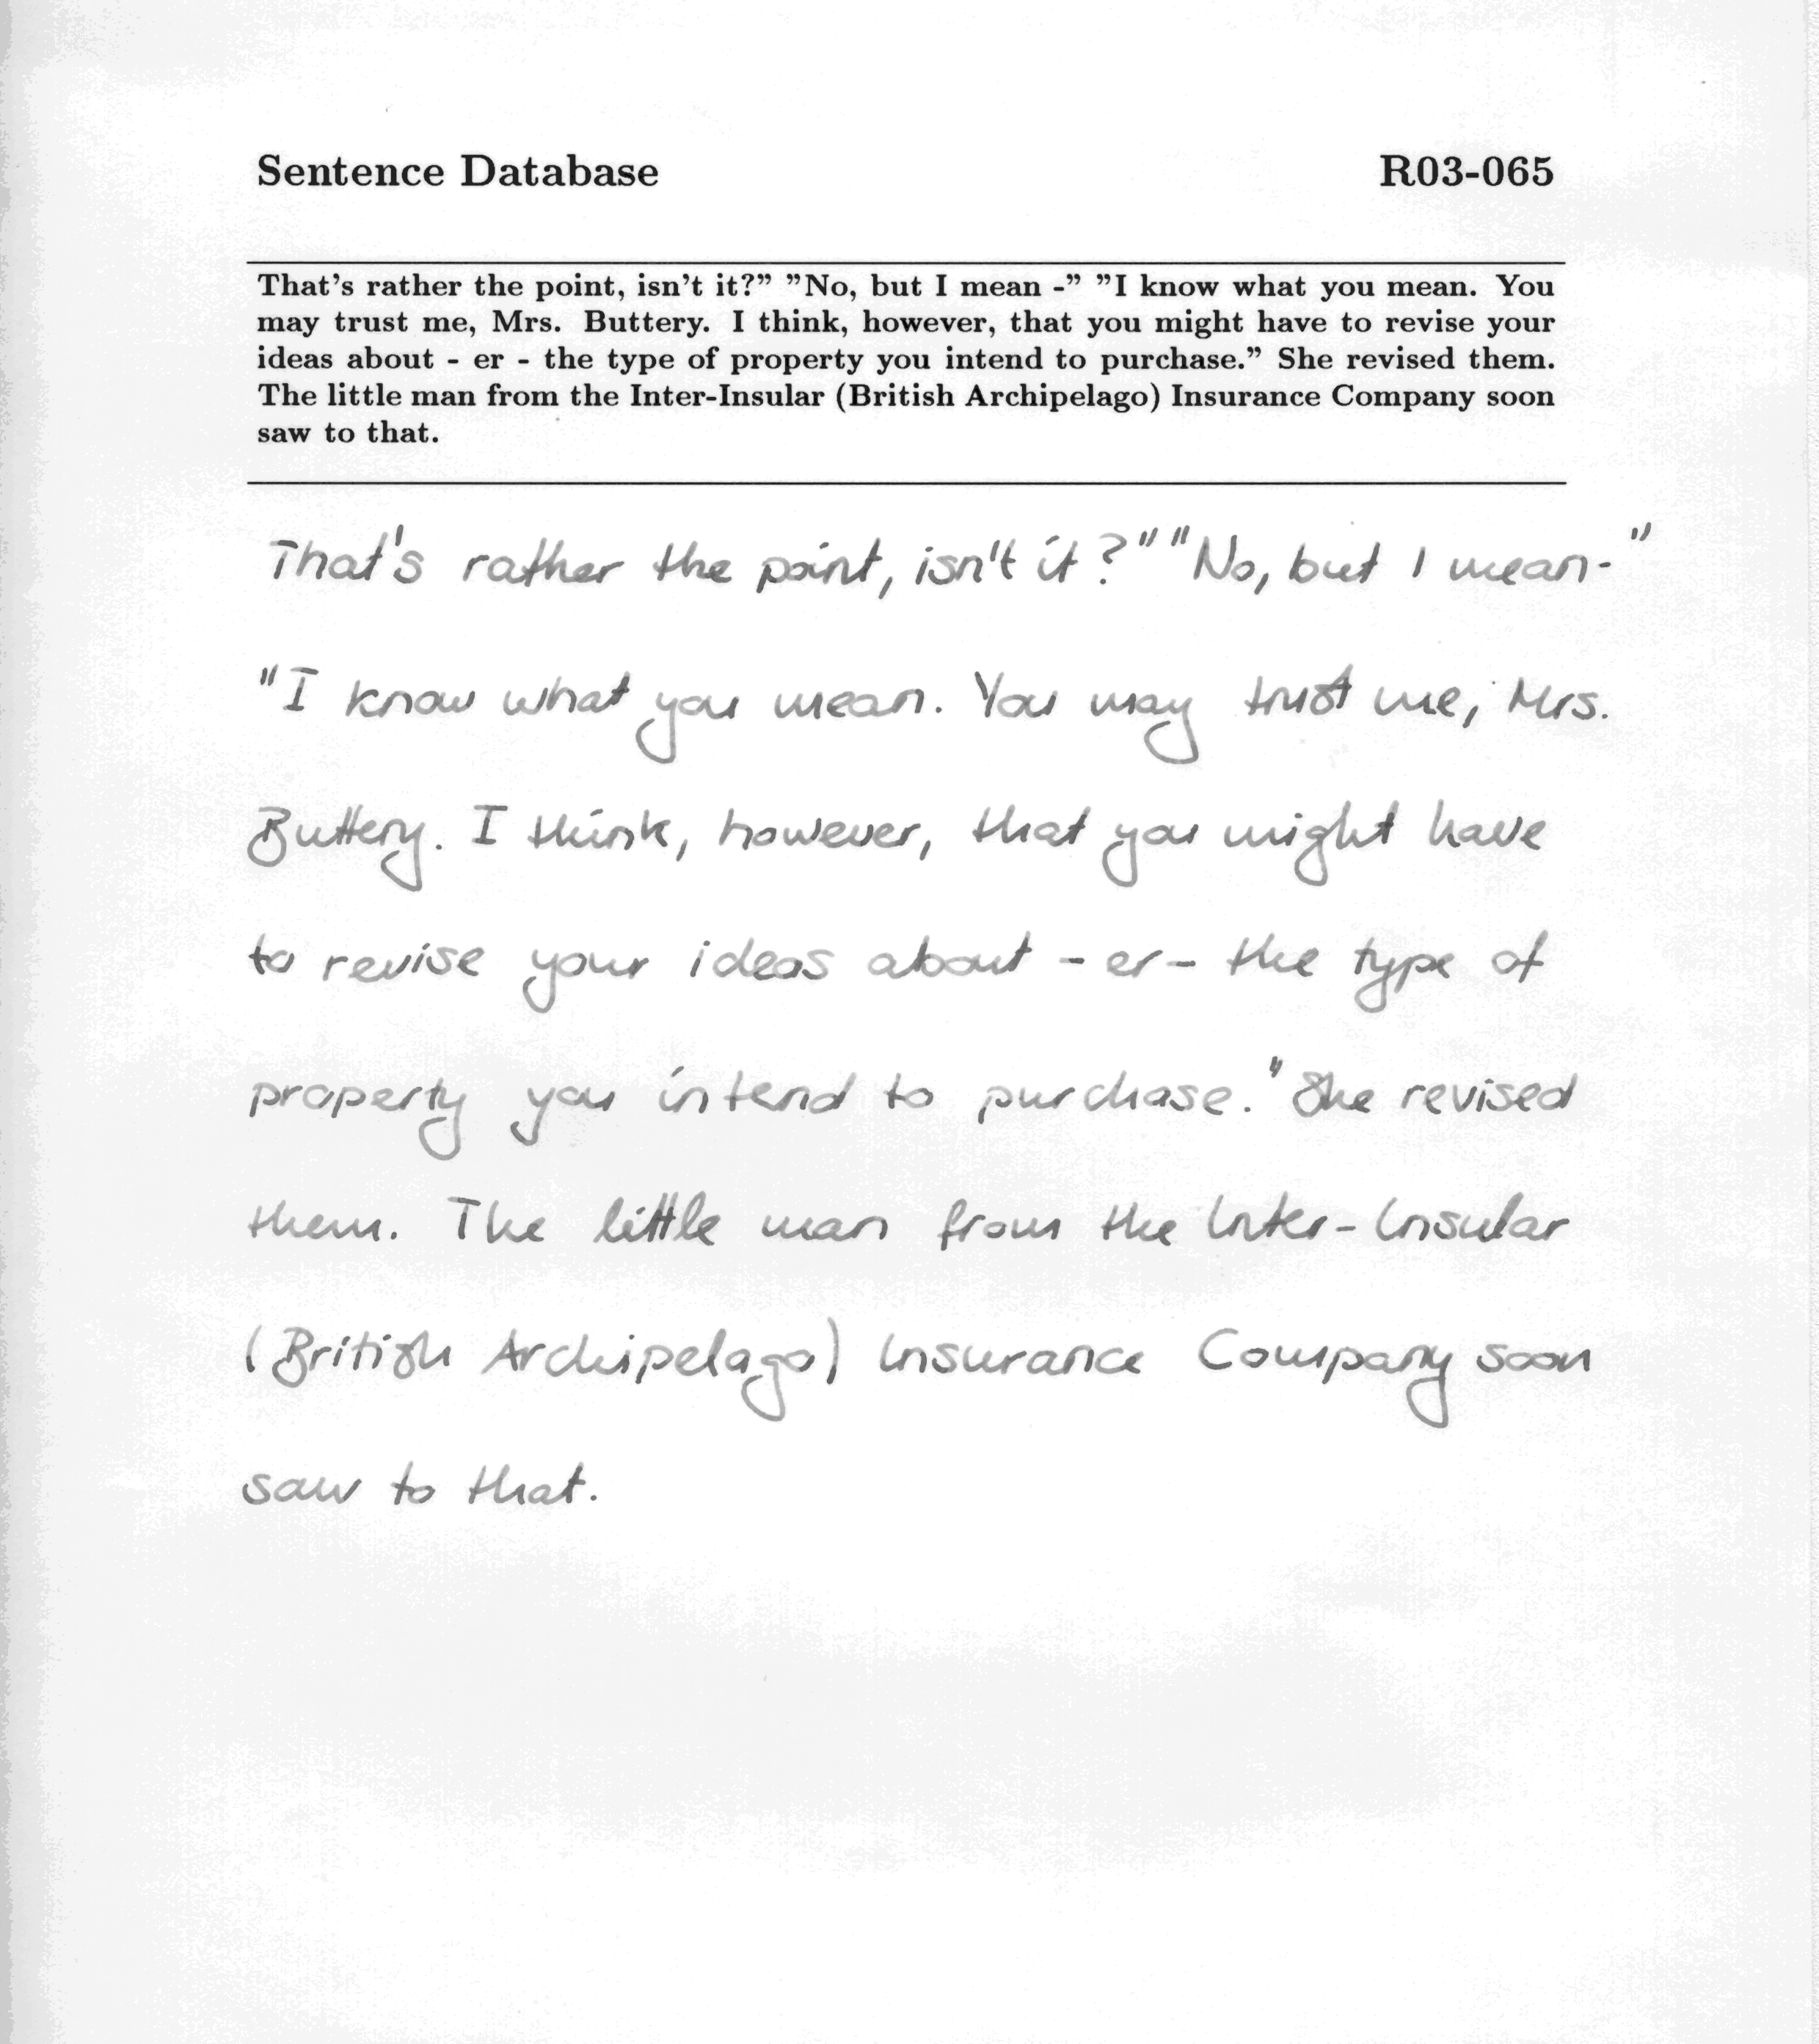 Sentence Database R03-065
That's rather the point, isn't it?" "No, but I mean -" "I know what you mean. You
may trust me, Mrs. Buttery. I think, however, that you might have to revise your
ideas about - er - the type of property you intend to purchase." She revised them.
The little man from the Inter-Insular (British Archipelago) Insurance Company soon
saw to that.
That's rather the point, isn't it?" "No, but I mean-"
"I know what you mean. You may trust me, Mrs.
Buttery. I think, however, that you might have
to revise your ideas about - er - the type of
property you intend to purchase." She revised
them. The little man from the Inter-Insular
(British Archipelago) Insurance Company soon
saw to that.